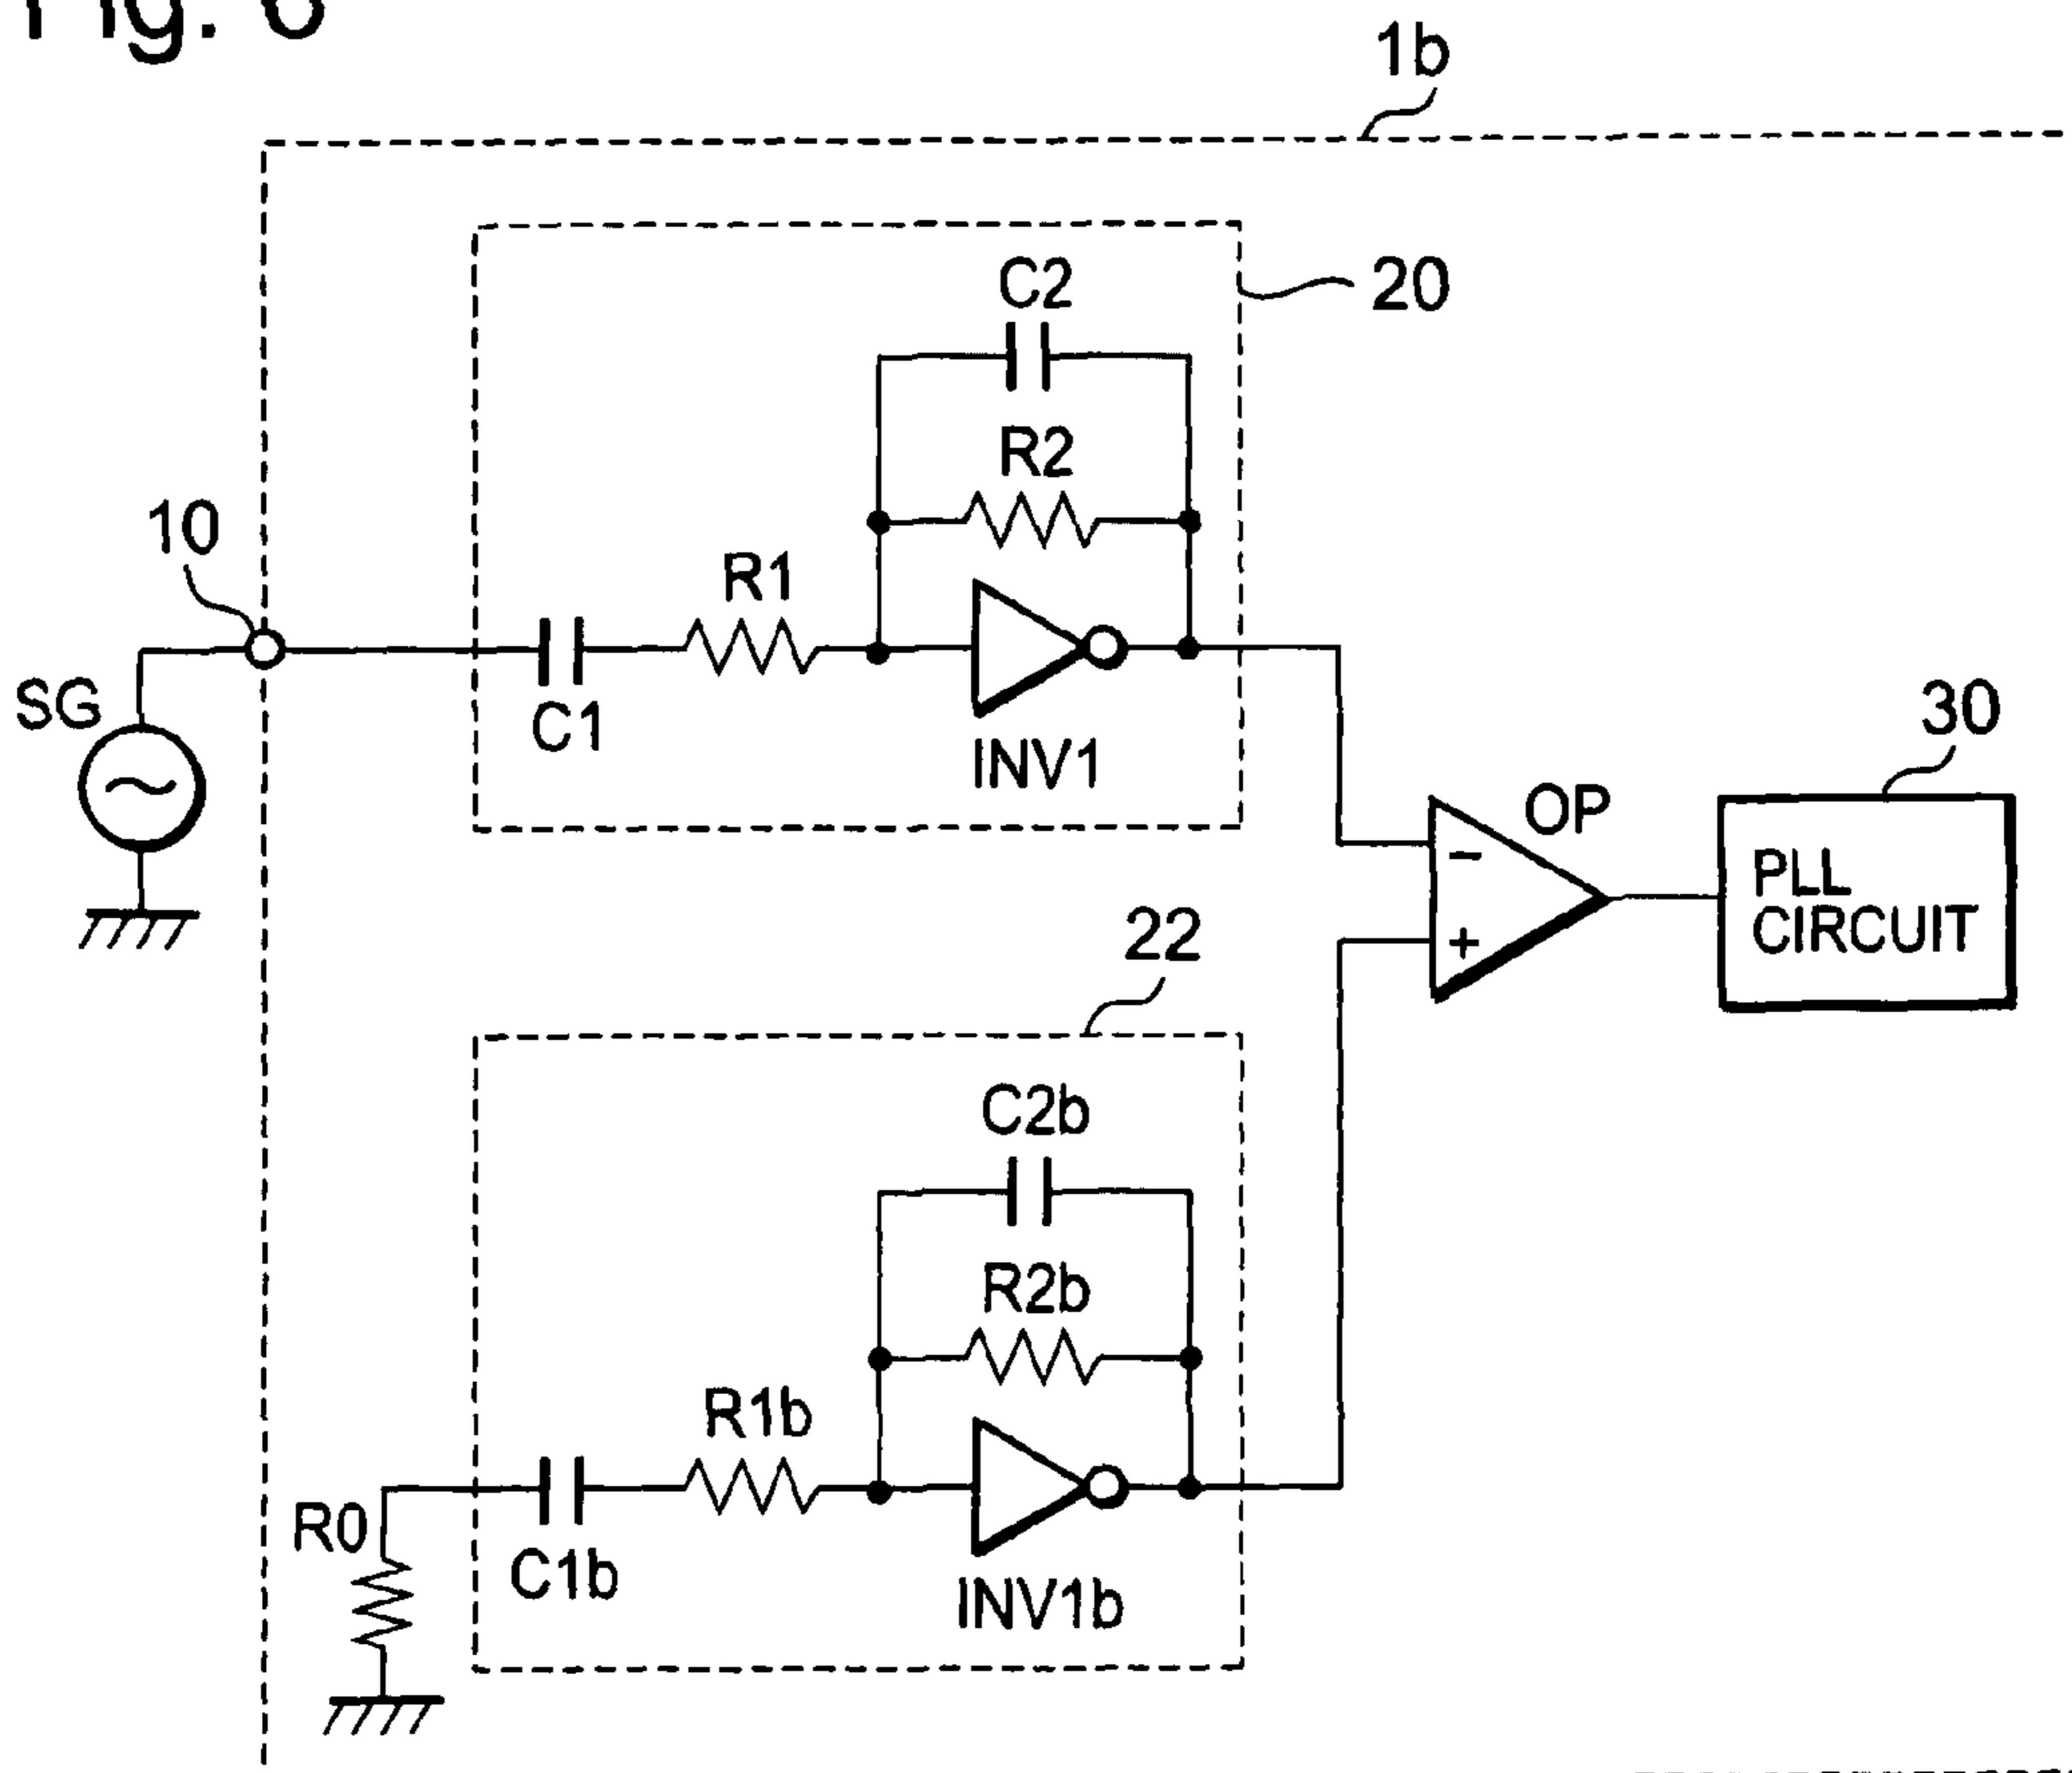 Fig. 6
1b
20
C2
R2
10
R1
SG
C1
INV1
30
OP
−
+
PLL
CIRCUIT
22
C2b
R2b
R1b
R0
C1b
INV1b